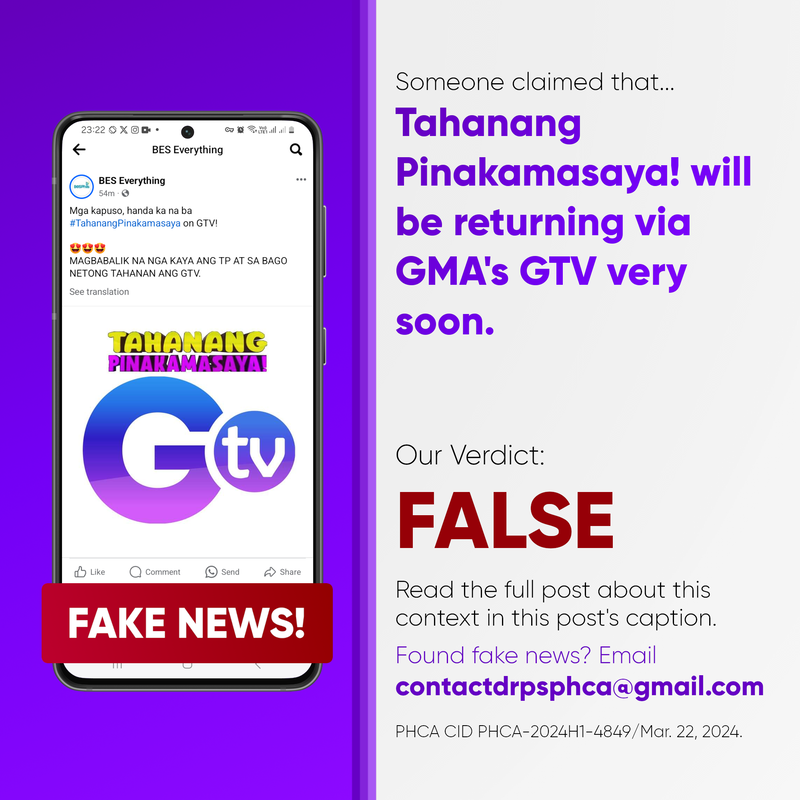 23:22
BES Everything
BES Everything
54m
Mga kapuso, handa ka na ba
#TahanangPinakamasaya on GTV!
MAGBABALIK NA NGA KAYA ANG TP AT SA BAGO
NETONG TAHANAN ANG GTV.
See translation
TAHANANG
PINAKAMASAYA!
G tv
Like Comment Send Share
FAKE NEWS!
Someone claimed that...
Tahanang
Pinakamasaya! will
be returning via
GMA's GTV very
soon.
Our Verdict:
FALSE
Read the full post about this
context in this post's caption.
Found fake news? Email
contactdrpsphca@gmail.com
PHCA CID PHCA-2024H1-4849/Mar. 22, 2024.